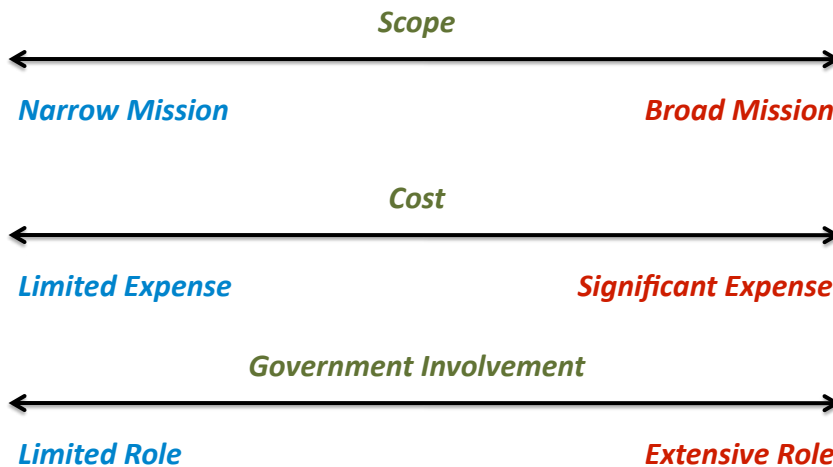 Scope
Narrow Mission Broad Mission
Cost
Limited Expense Significant Expense
Government Involvement
Limited Role Extensive Role